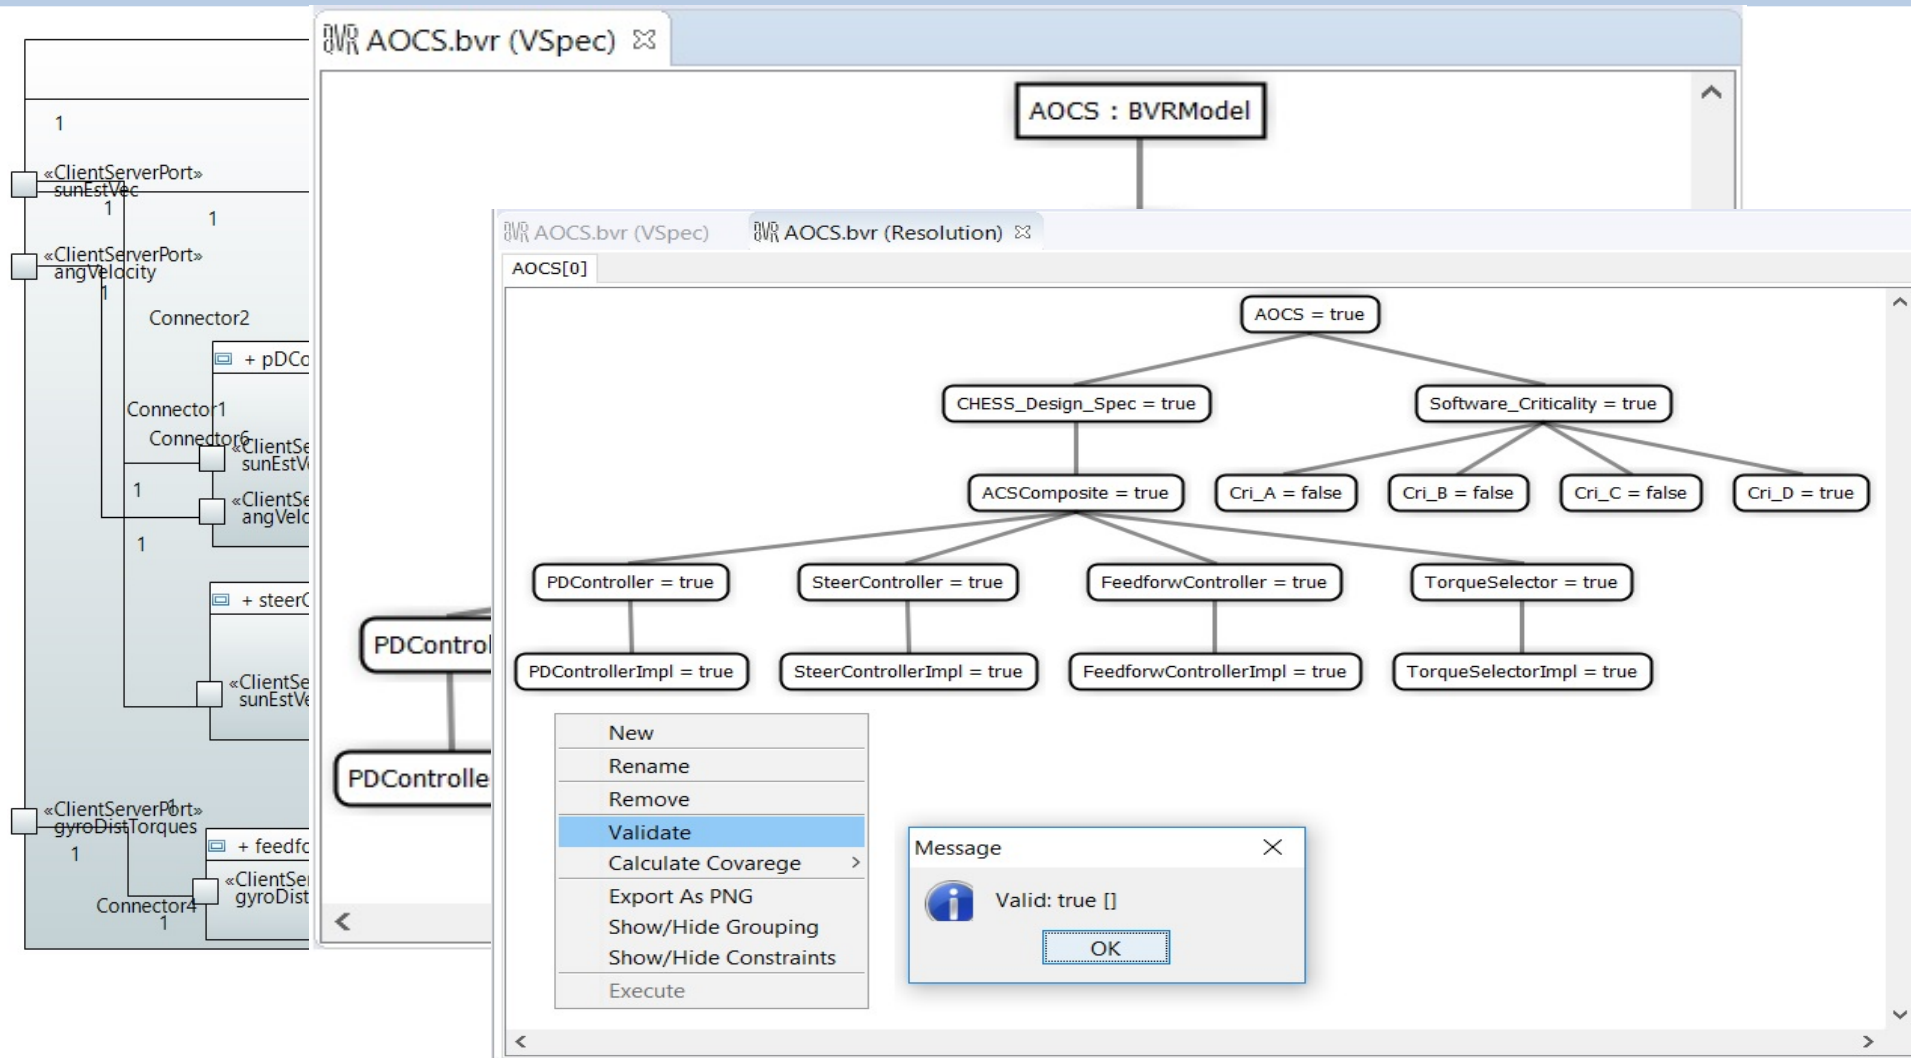 AOCS.bvr (VSpec)
AOCS : BVRModel
1
«ClientServerPort»
sunEstVec
1
1
«ClientServerPort»
angVelocity
1
Connector2
+ pDCo
Connector1
Connector6
«ClientSe
sunEstV
1
«ClientSe
angVelo
1
+ steerC
«ClientSe
sunEstVe
«ClientServerPort»
1
gyroDistTorques
1
+ feedfo
«ClientSer
gyroDist
Connector4
1
PDControl
PDControlle
AOCS.bvr (VSpec)
AOCS.bvr (Resolution)
AOCS[0]
AOCS = true
CHESS_Design_Spec = true
Software_Criticality = true
ACSComposite = true
Cri_A = false
Cri_B = false
Cri_C = false
Cri_D = true
PDController = true
SteerController = true
FeedforwController = true
TorqueSelector = true
PDControllerImpl = true
SteerControllerImpl = true
FeedforwControllerImpl = true
TorqueSelectorImpl = true
New
Rename
Remove
Validate
Calculate Covarege
Export As PNG
Show/Hide Grouping
Show/Hide Constraints
Execute
Message
Valid: true []
OK